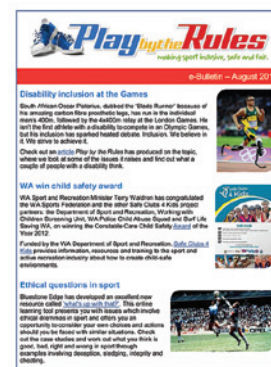 Play by the Rules
making sport inclusive, safe and fair.
e-Bulletin – August 201
Disability inclusion at the Games
South African Oscar Pistorius, dubbed the "Blade Runner" because of
his amazing carbon fibre prosthetic legs, has run in the individual
men's 400m, followed by the 4x400m relay at the London Games. He
isn't the first athlete with a disability to compete in an Olympic Games,
but his inclusion has sparked heated debate. Inclusion. We believe in
it. We strive to achieve it.
Check out an article Play by the Rules has produced on the topic,
where we look at some of the issues it raises and find out what a
couple of people with a disability think.
WA win child safety award
WA Sport and Recreation Minister Terry Waldron has congratulated
the WA Sports Federation and the other Safe Clubs 4 Kids project
partners: the Department of Sport and Recreation, Working with
Children Screening Unit, WA Police Child Abuse Squad and Surf Life
Saving WA, on winning the Constable Care Child Safety Award of the
Year 2012.
Funded by the WA Department of Sport and Recreation, Safe Clubs 4
Kids provides information, resources and training to the sport and
active recreation industry about how to create child-safe
environments.
Ethical questions in sport
Bluestone Edge has developed an excellent new
resource called "what's up with that?". This online
learning tool presents you with issues which involve
ethical dilemmas in sport and offers you an
opportunity to consider your own choices and actions
should you be faced with similar situations. Check
out the case studies and work out what you think is
good, bad, right and wrong in sport through
examples involving deception, sledging, integrity and
cheating.